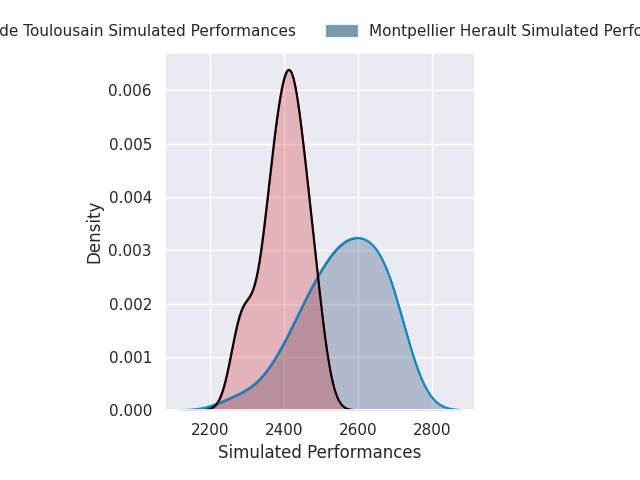 de Toulousain Simulated Performances Montpellier Herault Simulated
0.006
0.005
0.004
0.003
0.002
0.001
0.000
Density
2200 2400 2600 2800
Simulated Performances